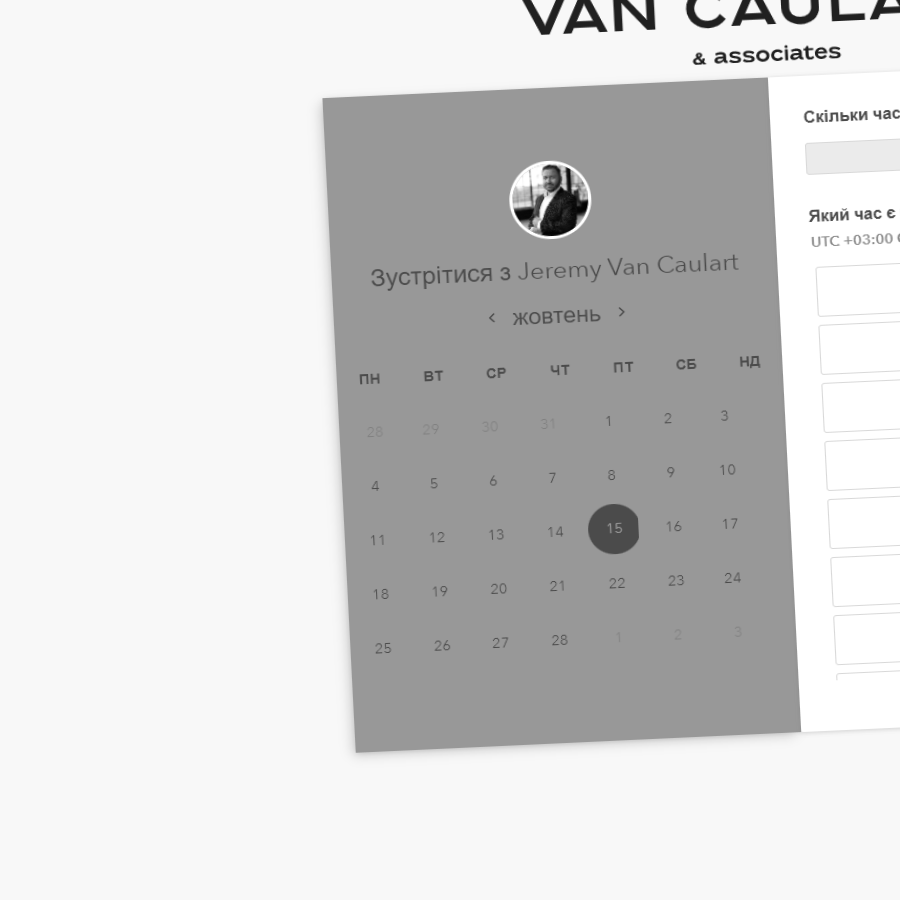 VAN CAULA
& associates
Зустрітися з Jeremy Van Caulart
‹ жовтень ›
ПН ВТ СР ЧТ ПТ СБ НД
28 29 30 31 1 2 3
4 5 6 7 8 9 10
11 12 13 14 15 16 17
18 19 20 21 22 23 24
25 26 27 28 1 2 3
Скільки час
Який час є
UTC +03:00